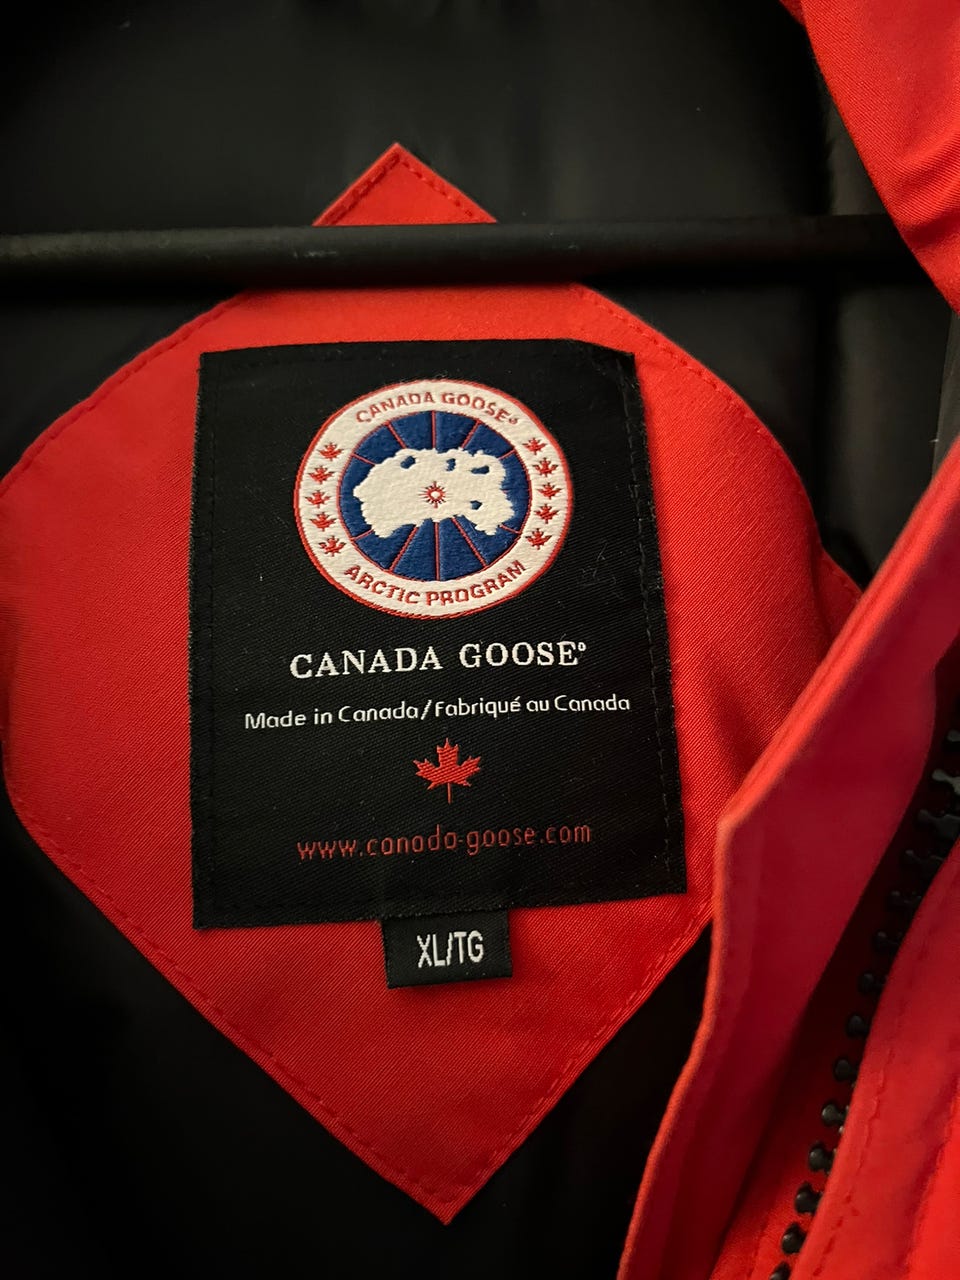 CANADA GOOSE®
ARCTIC PROGRAM
CANADA GOOSE®
Made in Canada/Fabriqué au Canada
www.canada-goose.com
XL/TG